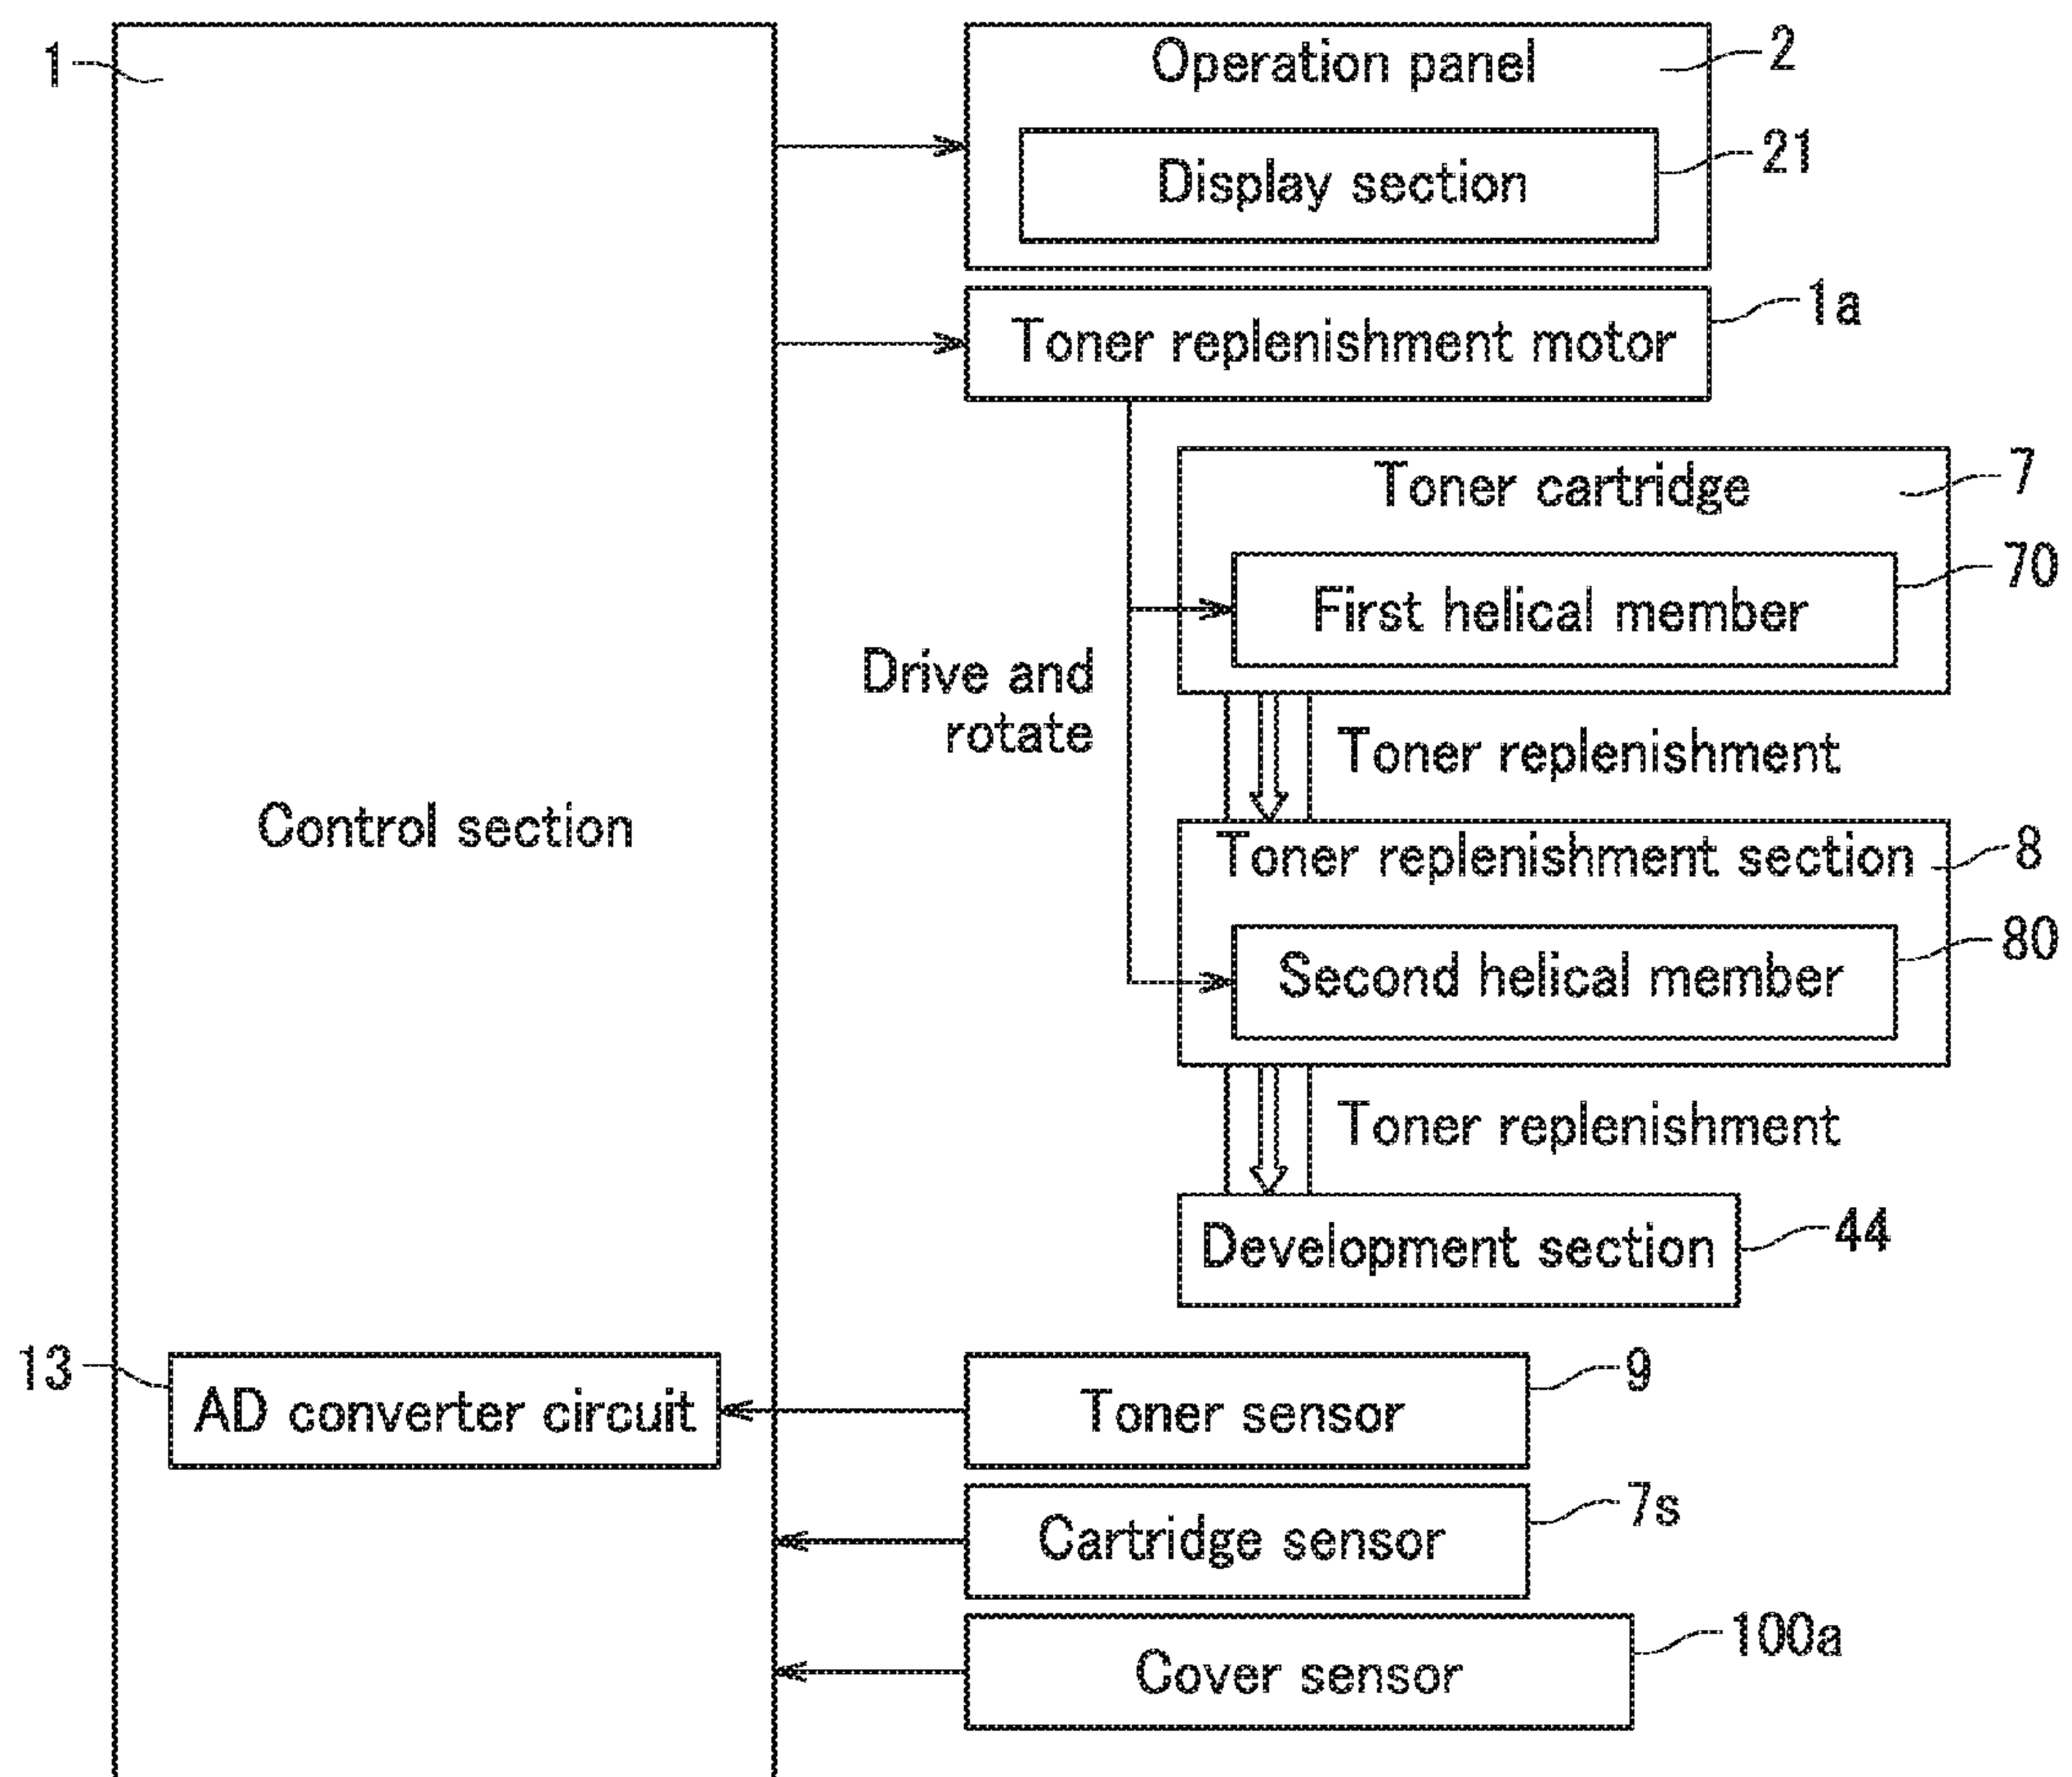 1
Operation panel
2
Display section
21
Toner replenishment motor
1a
Toner cartridge
7
First helical member
70
Drive and
rotate
Toner replenishment
Control section
Toner replenishment section
8
Second helical member
80
Toner replenishment
Development section
44
13
AD converter circuit
Toner sensor
9
Cartridge sensor
7s
Cover sensor
100a